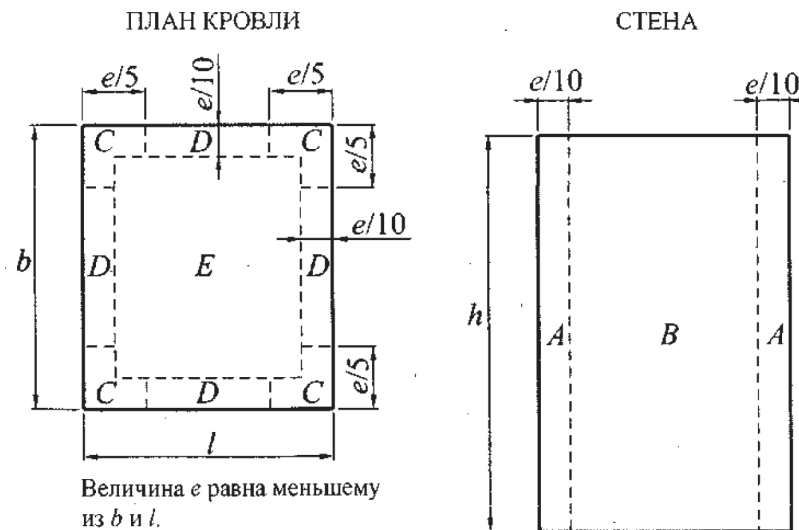 ПЛАН КРОВЛИ
СТЕНА
e/5
e/10
e/5
e/10
e/10
C
D
C
e/5
e/10
b
D
E
D
h
A
B
A
C
D
C
e/5
l
Величина e равна меньшему
из b и l.